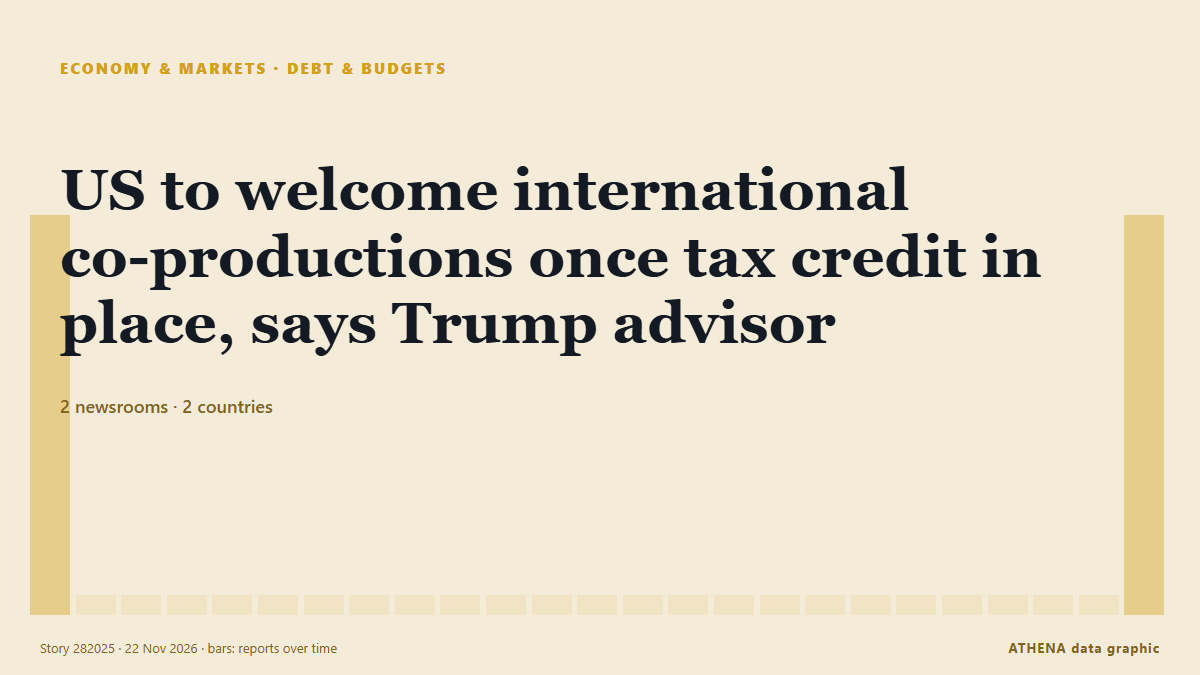 ECONOMY & MARKETS · DEBT & BUDGETS
US to welcome international
co-productions once tax credit in
place, says Trump advisor
2 newsrooms · 2 countries
Story 282025 · 22 Nov 2026 · bars: reports over time
ATHENA data graphic